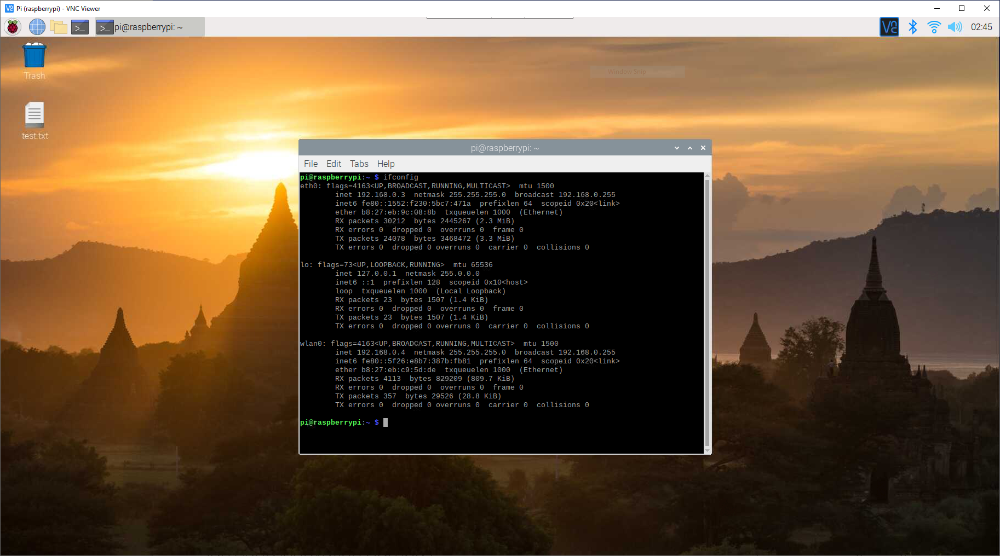 Pi (raspberrypi) - VNC Viewer
pi@raspberrypi: ~
02:45
Trash
Window Snip
test.txt
pi@raspberrypi: ~
File Edit Tabs Help
pi@raspberrypi:~ $ ifconfig
eth0: flags=4163<UP,BROADCAST,RUNNING,MULTICAST>  mtu 1500
        inet 192.168.0.3  netmask 255.255.255.0  broadcast 192.168.0.255
        inet6 fe80::1552:f230:5bc7:471a  prefixlen 64  scopeid 0x20<link>
        ether b8:27:eb:9c:08:8b  txqueuelen 1000  (Ethernet)
        RX packets 30212  bytes 2445267 (2.3 MiB)
        RX errors 0  dropped 0  overruns 0  frame 0
        TX packets 24078  bytes 3468472 (3.3 MiB)
        TX errors 0  dropped 0 overruns 0  carrier 0  collisions 0
lo: flags=73<UP,LOOPBACK,RUNNING>  mtu 65536
        inet 127.0.0.1  netmask 255.0.0.0
        inet6 ::1  prefixlen 128  scopeid 0x10<host>
        loop  txqueuelen 1000  (Local Loopback)
        RX packets 23  bytes 1507 (1.4 KiB)
        RX errors 0  dropped 0  overruns 0  frame 0
        TX packets 23  bytes 1507 (1.4 KiB)
        TX errors 0  dropped 0 overruns 0  carrier 0  collisions 0
wlan0: flags=4163<UP,BROADCAST,RUNNING,MULTICAST>  mtu 1500
        inet 192.168.0.4  netmask 255.255.255.0  broadcast 192.168.0.255
        inet6 fe80::5f26:e8b7:387b:fb81  prefixlen 64  scopeid 0x20<link>
        ether b8:27:eb:c9:5d:de  txqueuelen 1000  (Ethernet)
        RX packets 4113  bytes 829209 (809.7 KiB)
        RX errors 0  dropped 0  overruns 0  frame 0
        TX packets 357  bytes 29526 (28.8 KiB)
        TX errors 0  dropped 0 overruns 0  carrier 0  collisions 0
pi@raspberrypi:~ $